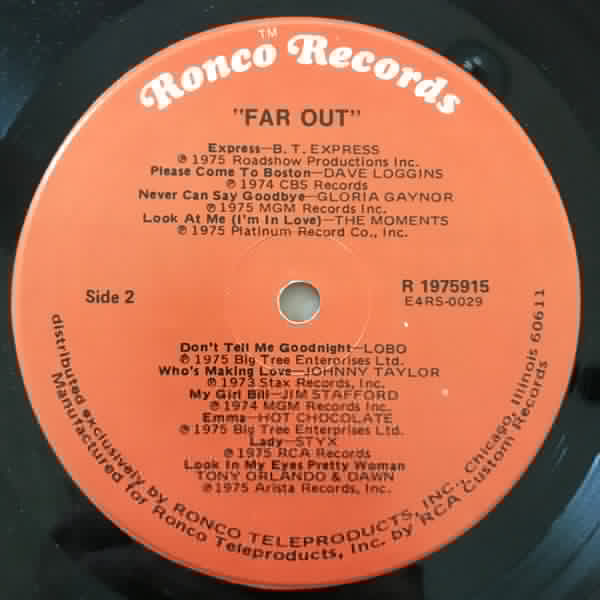 Ronco Records TM
"FAR OUT"
Express—B. T. EXPRESS
℗ 1975 Roadshow Productions Inc.
Please Come To Boston—DAVE LOGGINS
℗ 1974 CBS Records
Never Can Say Goodbye—GLORIA GAYNOR
℗ 1975 MGM Records Inc.
Look At Me (I'm In Love)—THE MOMENTS
℗ 1975 Platinum Record Co., Inc.
Side 2
R 1975915
E4RS-0029
Don't Tell Me Goodnight—LOBO
℗ 1975 Big Tree Enterprises Ltd.
Who's Making Love—JOHNNY TAYLOR
℗ 1973 Stax Records, Inc.
My Girl Bill—JIM STAFFORD
℗ 1974 MGM Records Inc.
Emma—HOT CHOCOLATE
℗ 1975 Big Tree Enterprises Ltd.
Lady—STYX
℗ 1975 RCA Records
Look In My Eyes Pretty Woman
TONY ORLANDO & DAWN
℗ 1975 Arista Records, Inc.
distributed exclusively by RONCO TELEPRODUCTS, INC., Chicago, Illinois 60611
Manufactured for Ronco Teleproducts, Inc. by RCA Custom Records